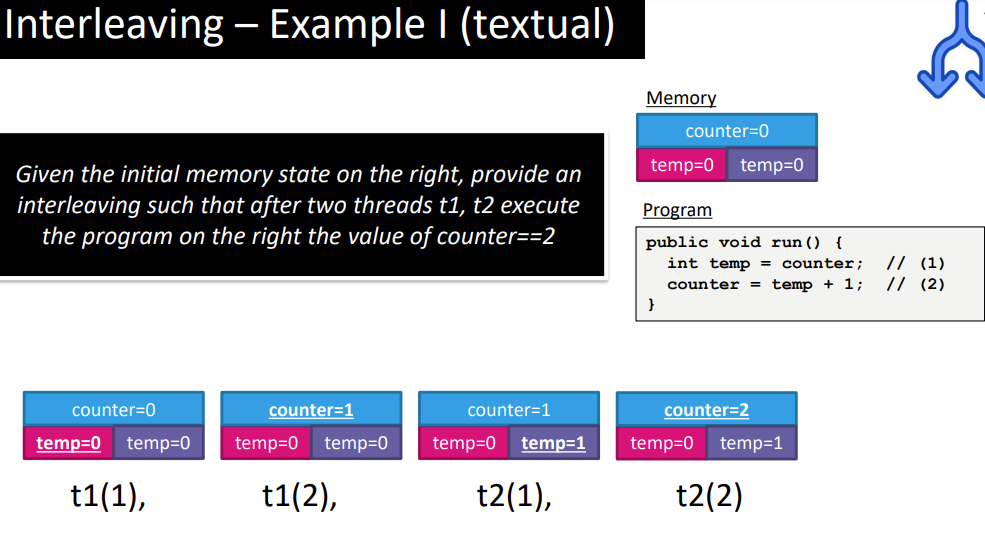 Interleaving – Example I (textual)
Memory
counter=0
temp=0 temp=0
Given the initial memory state on the right, provide an
interleaving such that after two threads t1, t2 execute
the program on the right the value of counter==2
Program
public void run() {
int temp = counter; // (1)
counter = temp + 1; // (2)
}
counter=0 counter=1 counter=1 counter=2
temp=0 temp=0 temp=0 temp=0 temp=0 temp=1 temp=0 temp=1
t1(1), t1(2), t2(1), t2(2)